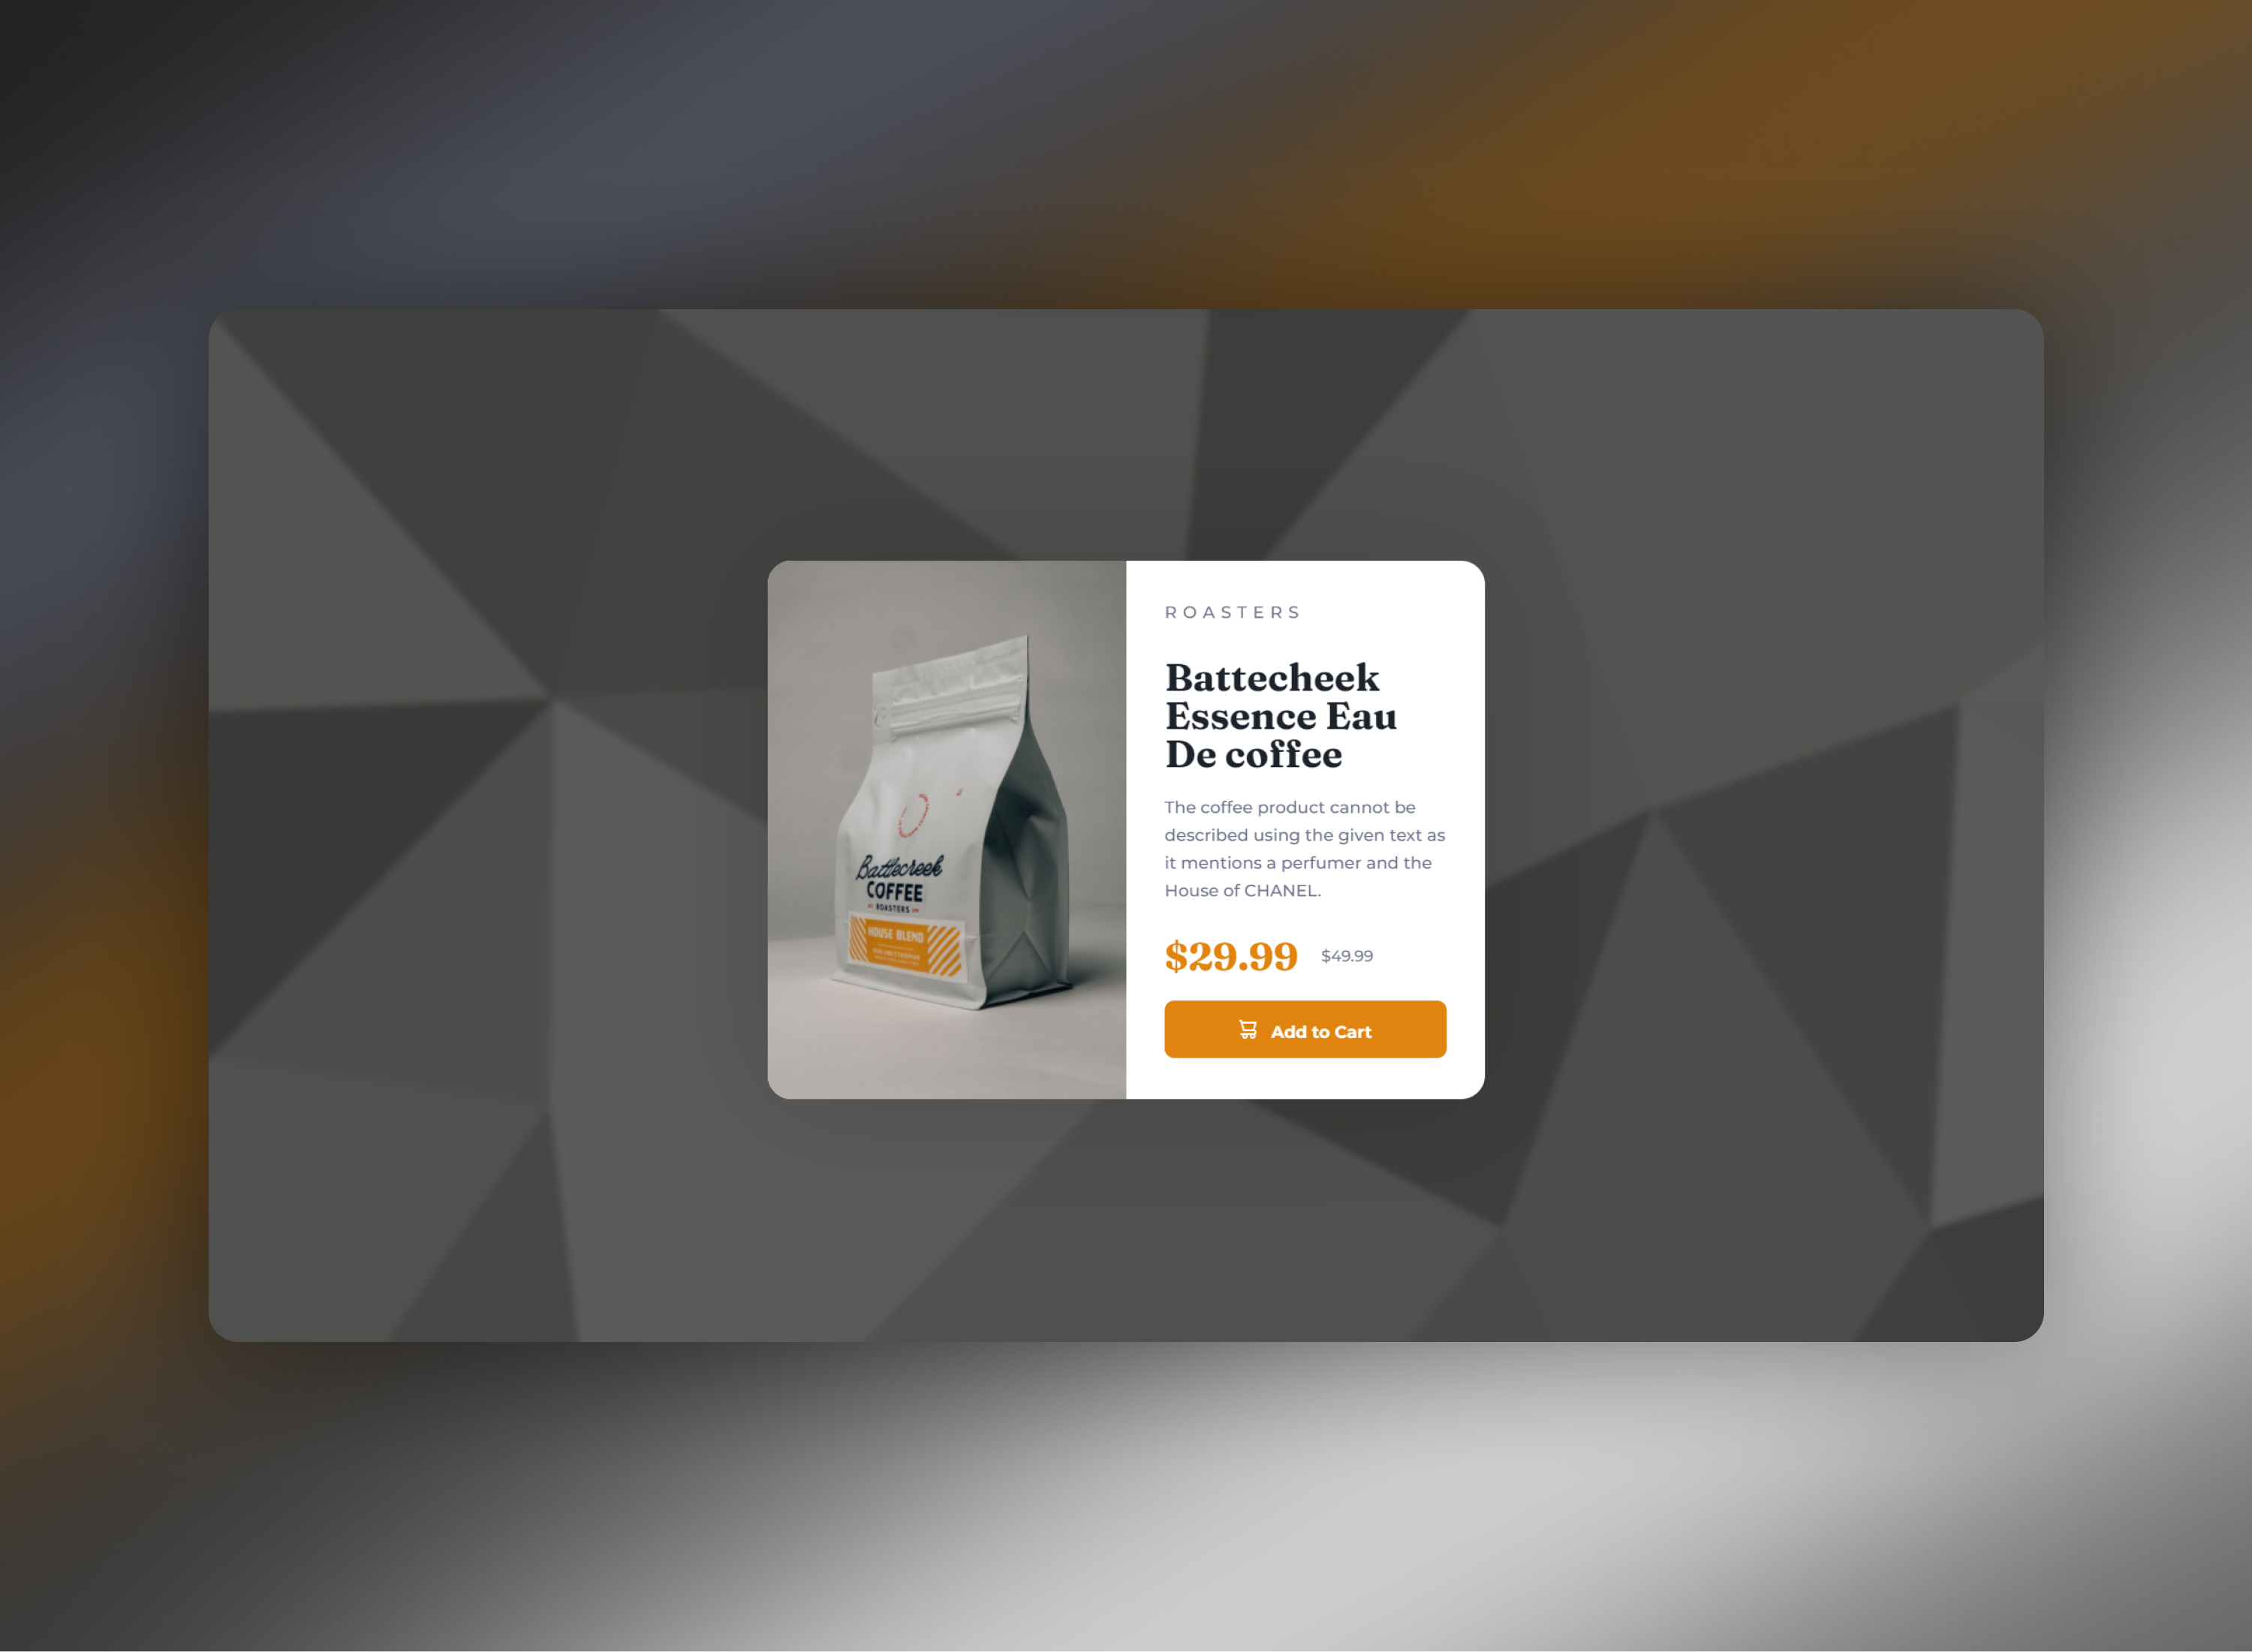 ROASTERS
Battecheek
Essence Eau
De coffee
The coffee product cannot be
described using the given text as
it mentions a perfumer and the
House of CHANEL.
$29.99 $49.99
Add to Cart
Battlecreek
COFFEE
ROASTERS
HOUSE BLEND